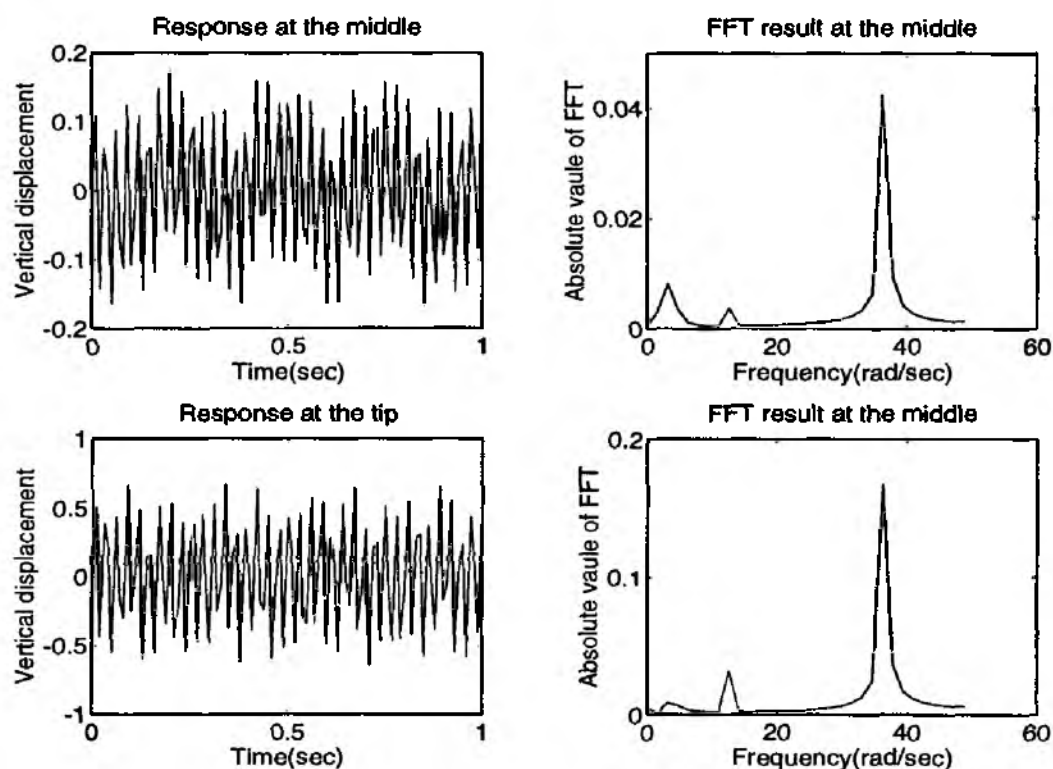 Response at the middle
0.2
0.1
0
-0.1
-0.2
Vertical displacement
0
0.5
1
Time(sec)
FFT result at the middle
0.04
0.02
0
Absolute vaule of FFT
0
20
40
60
Frequency(rad/sec)
Response at the tip
1
0.5
0
-0.5
-1
Vertical displacement
0
0.5
1
Time(sec)
FFT result at the middle
0.2
0.1
0
Absolute vaule of FFT
0
20
40
60
Frequency(rad/sec)